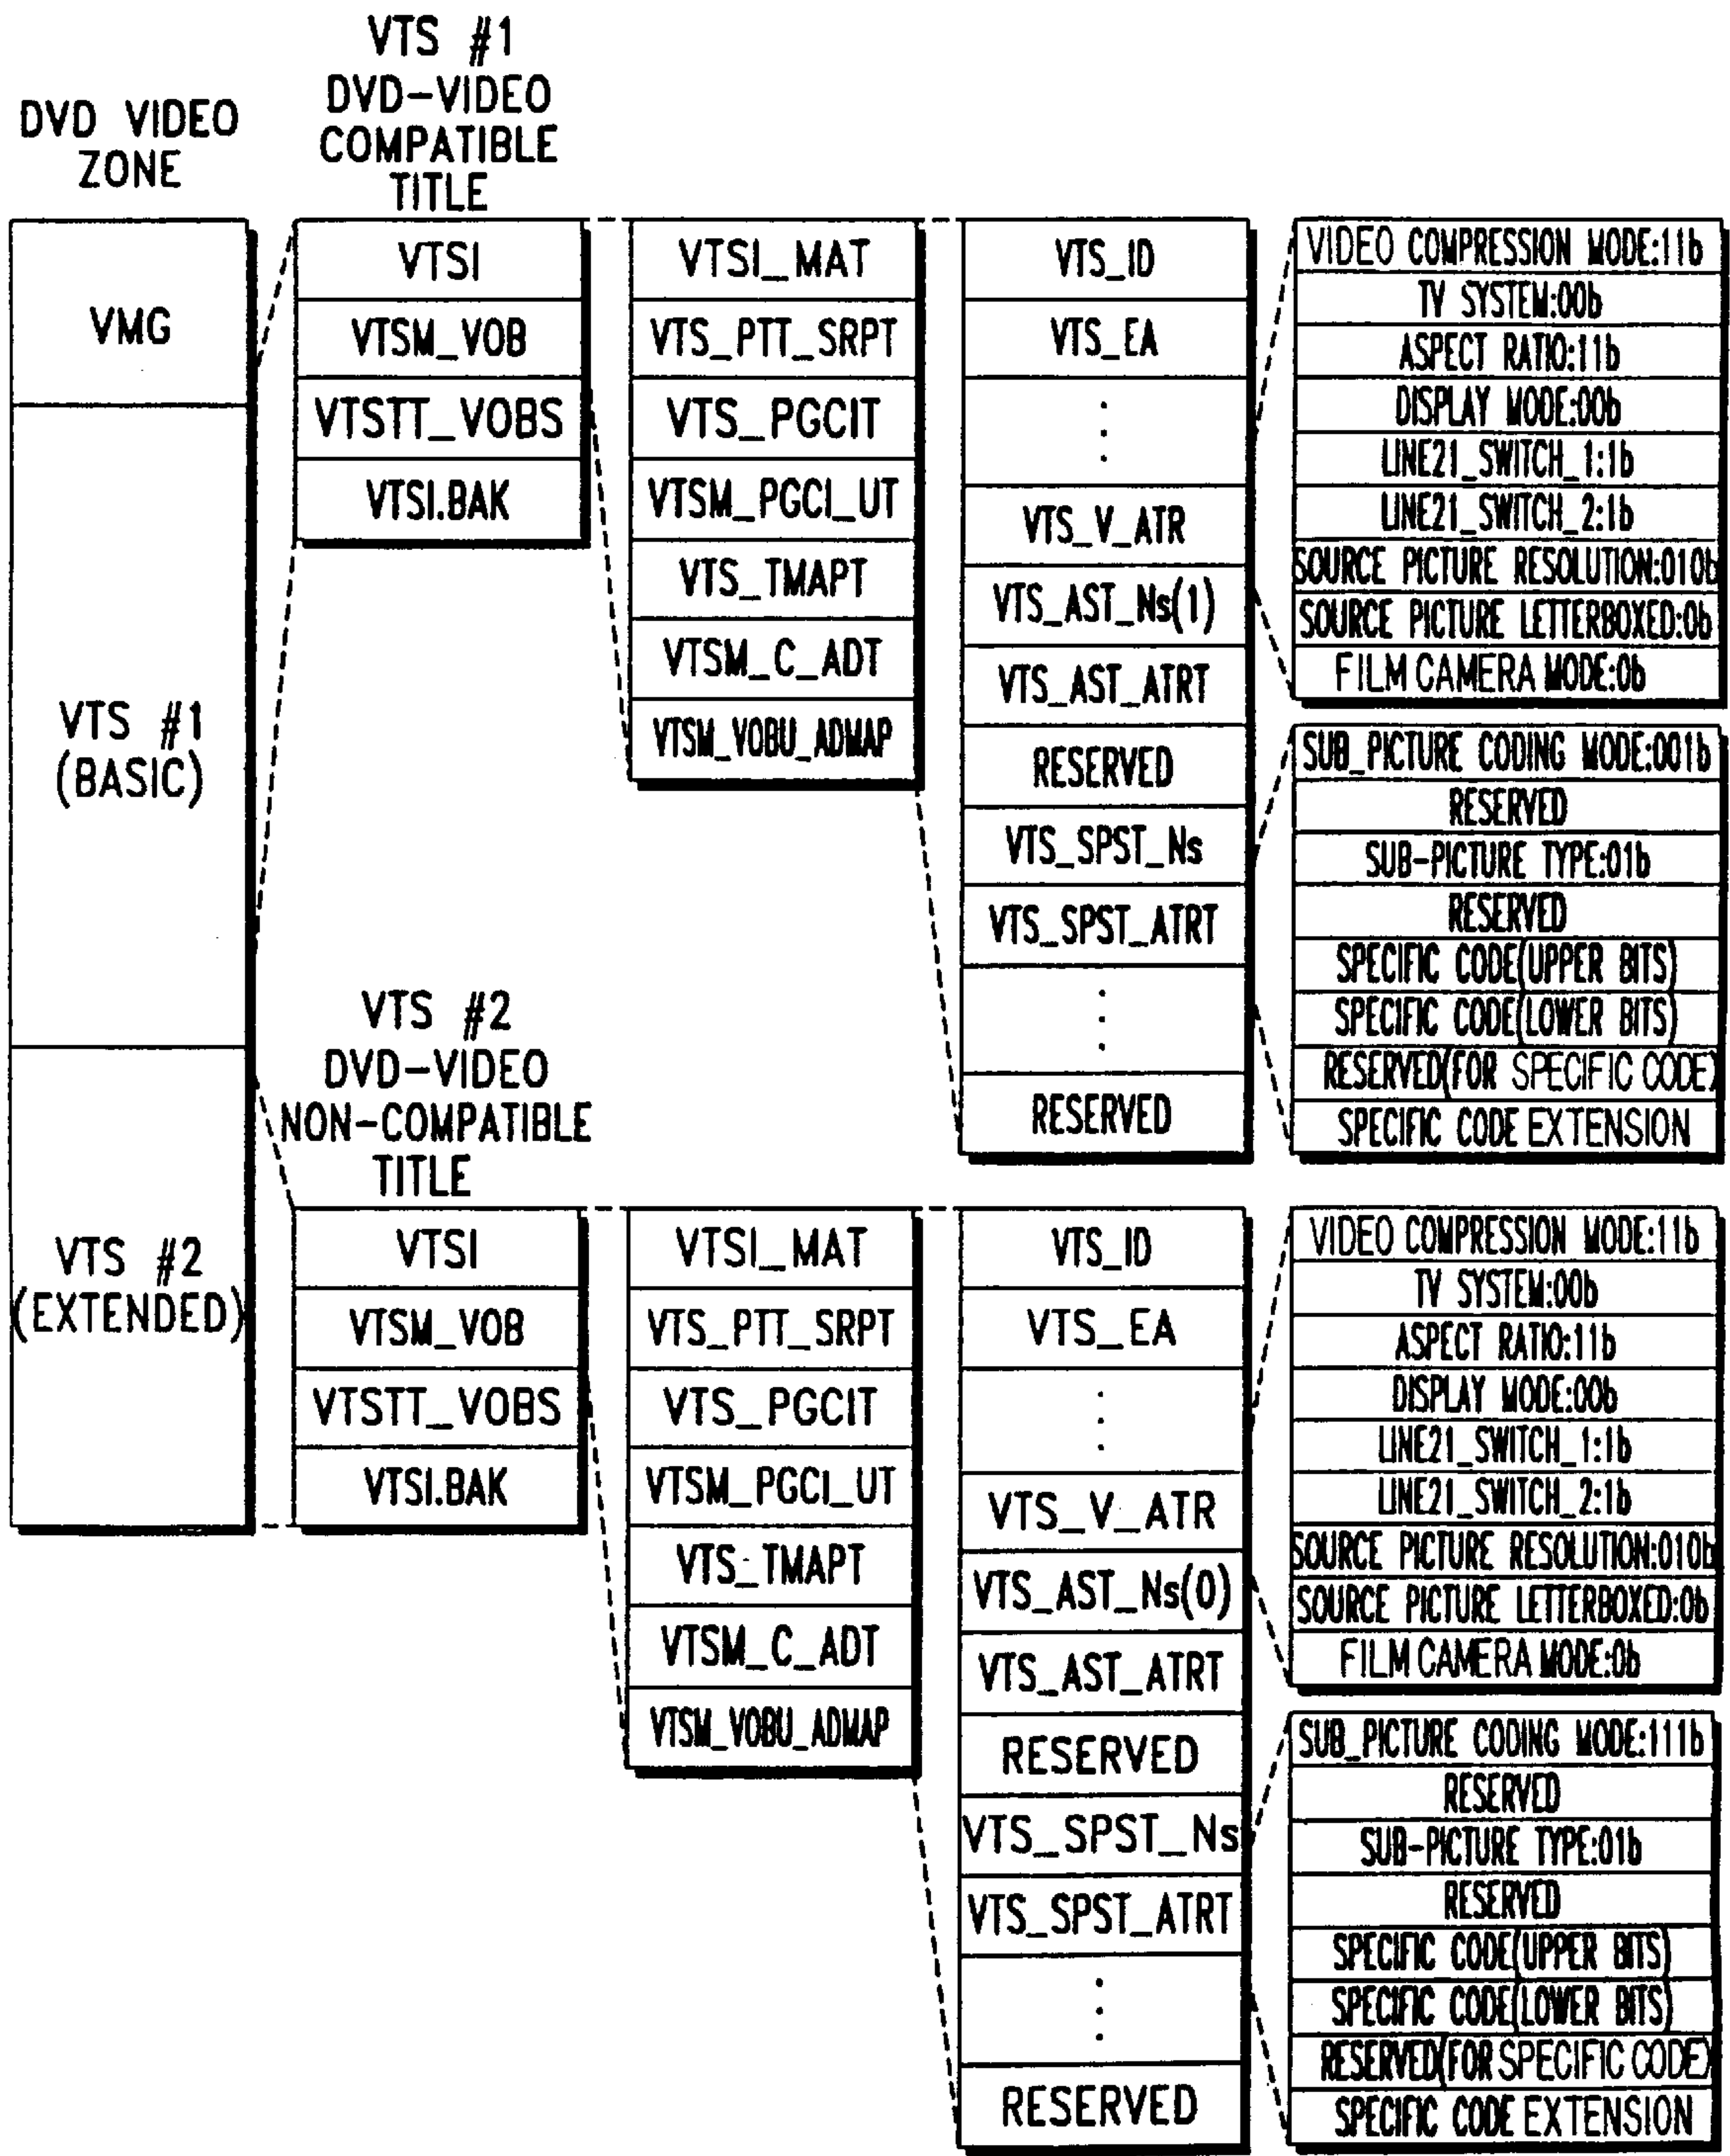 DVD VIDEO
ZONE
VMG
VTS #1
(BASIC)
VTS #2
(EXTENDED)
VTS #1
DVD-VIDEO
COMPATIBLE
TITLE
VTSI
VTSM_VOB
VTSTT_VOBS
VTSI.BAK
VTSI_MAT
VTS_PTT_SRPT
VTS_PGCIT
VTSM_PGCI_UT
VTS_TMAPT
VTSM_C_ADT
VTSM_VOBU_ADMAP
VTS_ID
VTS_EA
VTS_V_ATR
VTS_AST_Ns(1)
VTS_AST_ATRT
RESERVED
VTS_SPST_Ns
VTS_SPST_ATRT
RESERVED
VIDEO COMPRESSION MODE:11b
TV SYSTEM:00b
ASPECT RATIO:11b
DISPLAY MODE:00b
LINE21_SWITCH_1:1b
LINE21_SWITCH_2:1b
SOURCE PICTURE RESOLUTION:010b
SOURCE PICTURE LETTERBOXED:0b
FILM CAMERA MODE:0b
SUB_PICTURE CODING MODE:001b
RESERVED
SUB-PICTURE TYPE:01b
RESERVED
SPECIFIC CODE(UPPER BITS)
SPECIFIC CODE(LOWER BITS)
RESERVED(FOR SPECIFIC CODE)
SPECIFIC CODE EXTENSION
VTS #2
DVD-VIDEO
NON-COMPATIBLE
TITLE
VTSI
VTSM_VOB
VTSTT_VOBS
VTSI.BAK
VTSI_MAT
VTS_PTT_SRPT
VTS_PGCIT
VTSM_PGCI_UT
VTS_TMAPT
VTSM_C_ADT
VTSM_VOBU_ADMAP
VTS_ID
VTS_EA
VTS_V_ATR
VTS_AST_Ns(0)
VTS_AST_ATRT
RESERVED
VTS_SPST_Ns
VTS_SPST_ATRT
RESERVED
VIDEO COMPRESSION MODE:11b
TV SYSTEM:00b
ASPECT RATIO:11b
DISPLAY MODE:00b
LINE21_SWITCH_1:1b
LINE21_SWITCH_2:1b
SOURCE PICTURE RESOLUTION:010b
SOURCE PICTURE LETTERBOXED:0b
FILM CAMERA MODE:0b
SUB_PICTURE CODING MODE:111b
RESERVED
SUB-PICTURE TYPE:01b
RESERVED
SPECIFIC CODE(UPPER BITS)
SPECIFIC CODE(LOWER BITS)
RESERVED(FOR SPECIFIC CODE)
SPECIFIC CODE EXTENSION